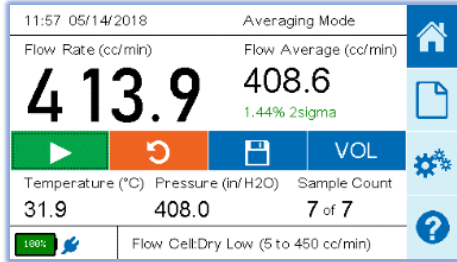 11:57 05/14/2018 Averaging Mode
Flow Rate (cc/min) Flow Average (cc/min)
413.9 408.6
1.44% 2sigma
VOL
Temperature (°C) Pressure (in/H2O) Sample Count
31.9 408.0 7 of 7
100% Flow Cell:Dry Low (5 to 450 cc/min)
?